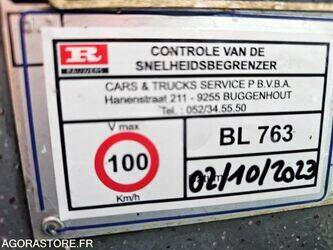 R
RAUWERS
CONTROLE VAN DE
SNELHEIDSBEGRENZER
CARS & TRUCKS SERVICE P B.V.B.A.
Hanenstraat 211 - 9255 BUGGENHOUT
Tel. : 052/34.55.50
V max
100
Km/h
BL 763
02/10/2023
AGORASTORE.FR